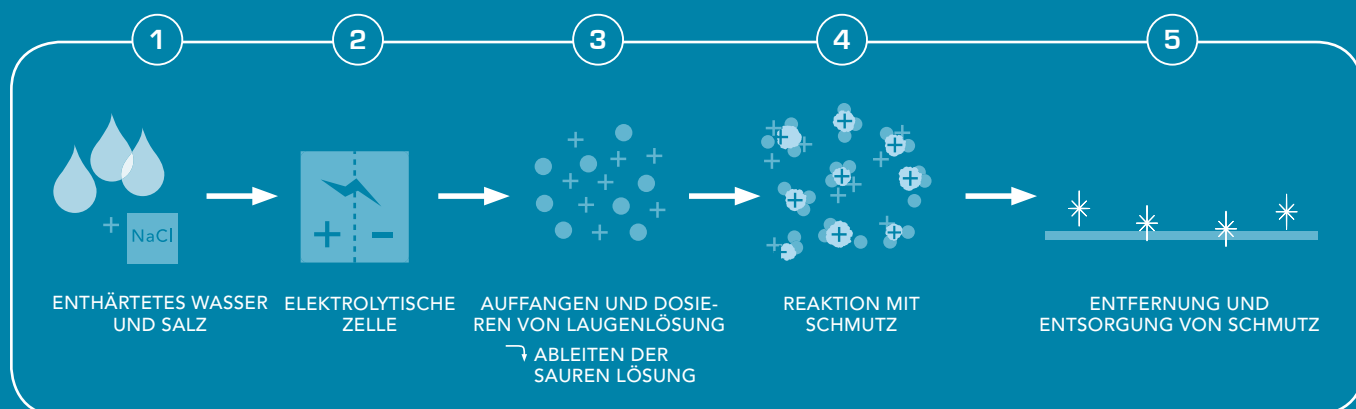 1
2
3
4
5
NaCl
ENTHÄRTETES WASSER
UND SALZ
ELEKTROLYTISCHE
ZELLE
AUFFANGEN UND DOSIE-
REN VON LAUGENLÖSUNG
ABLEITEN DER
SAUREN LÖSUNG
REAKTION MIT
SCHMUTZ
ENTFERNUNG UND
ENTSORGUNG VON SCHMUTZ